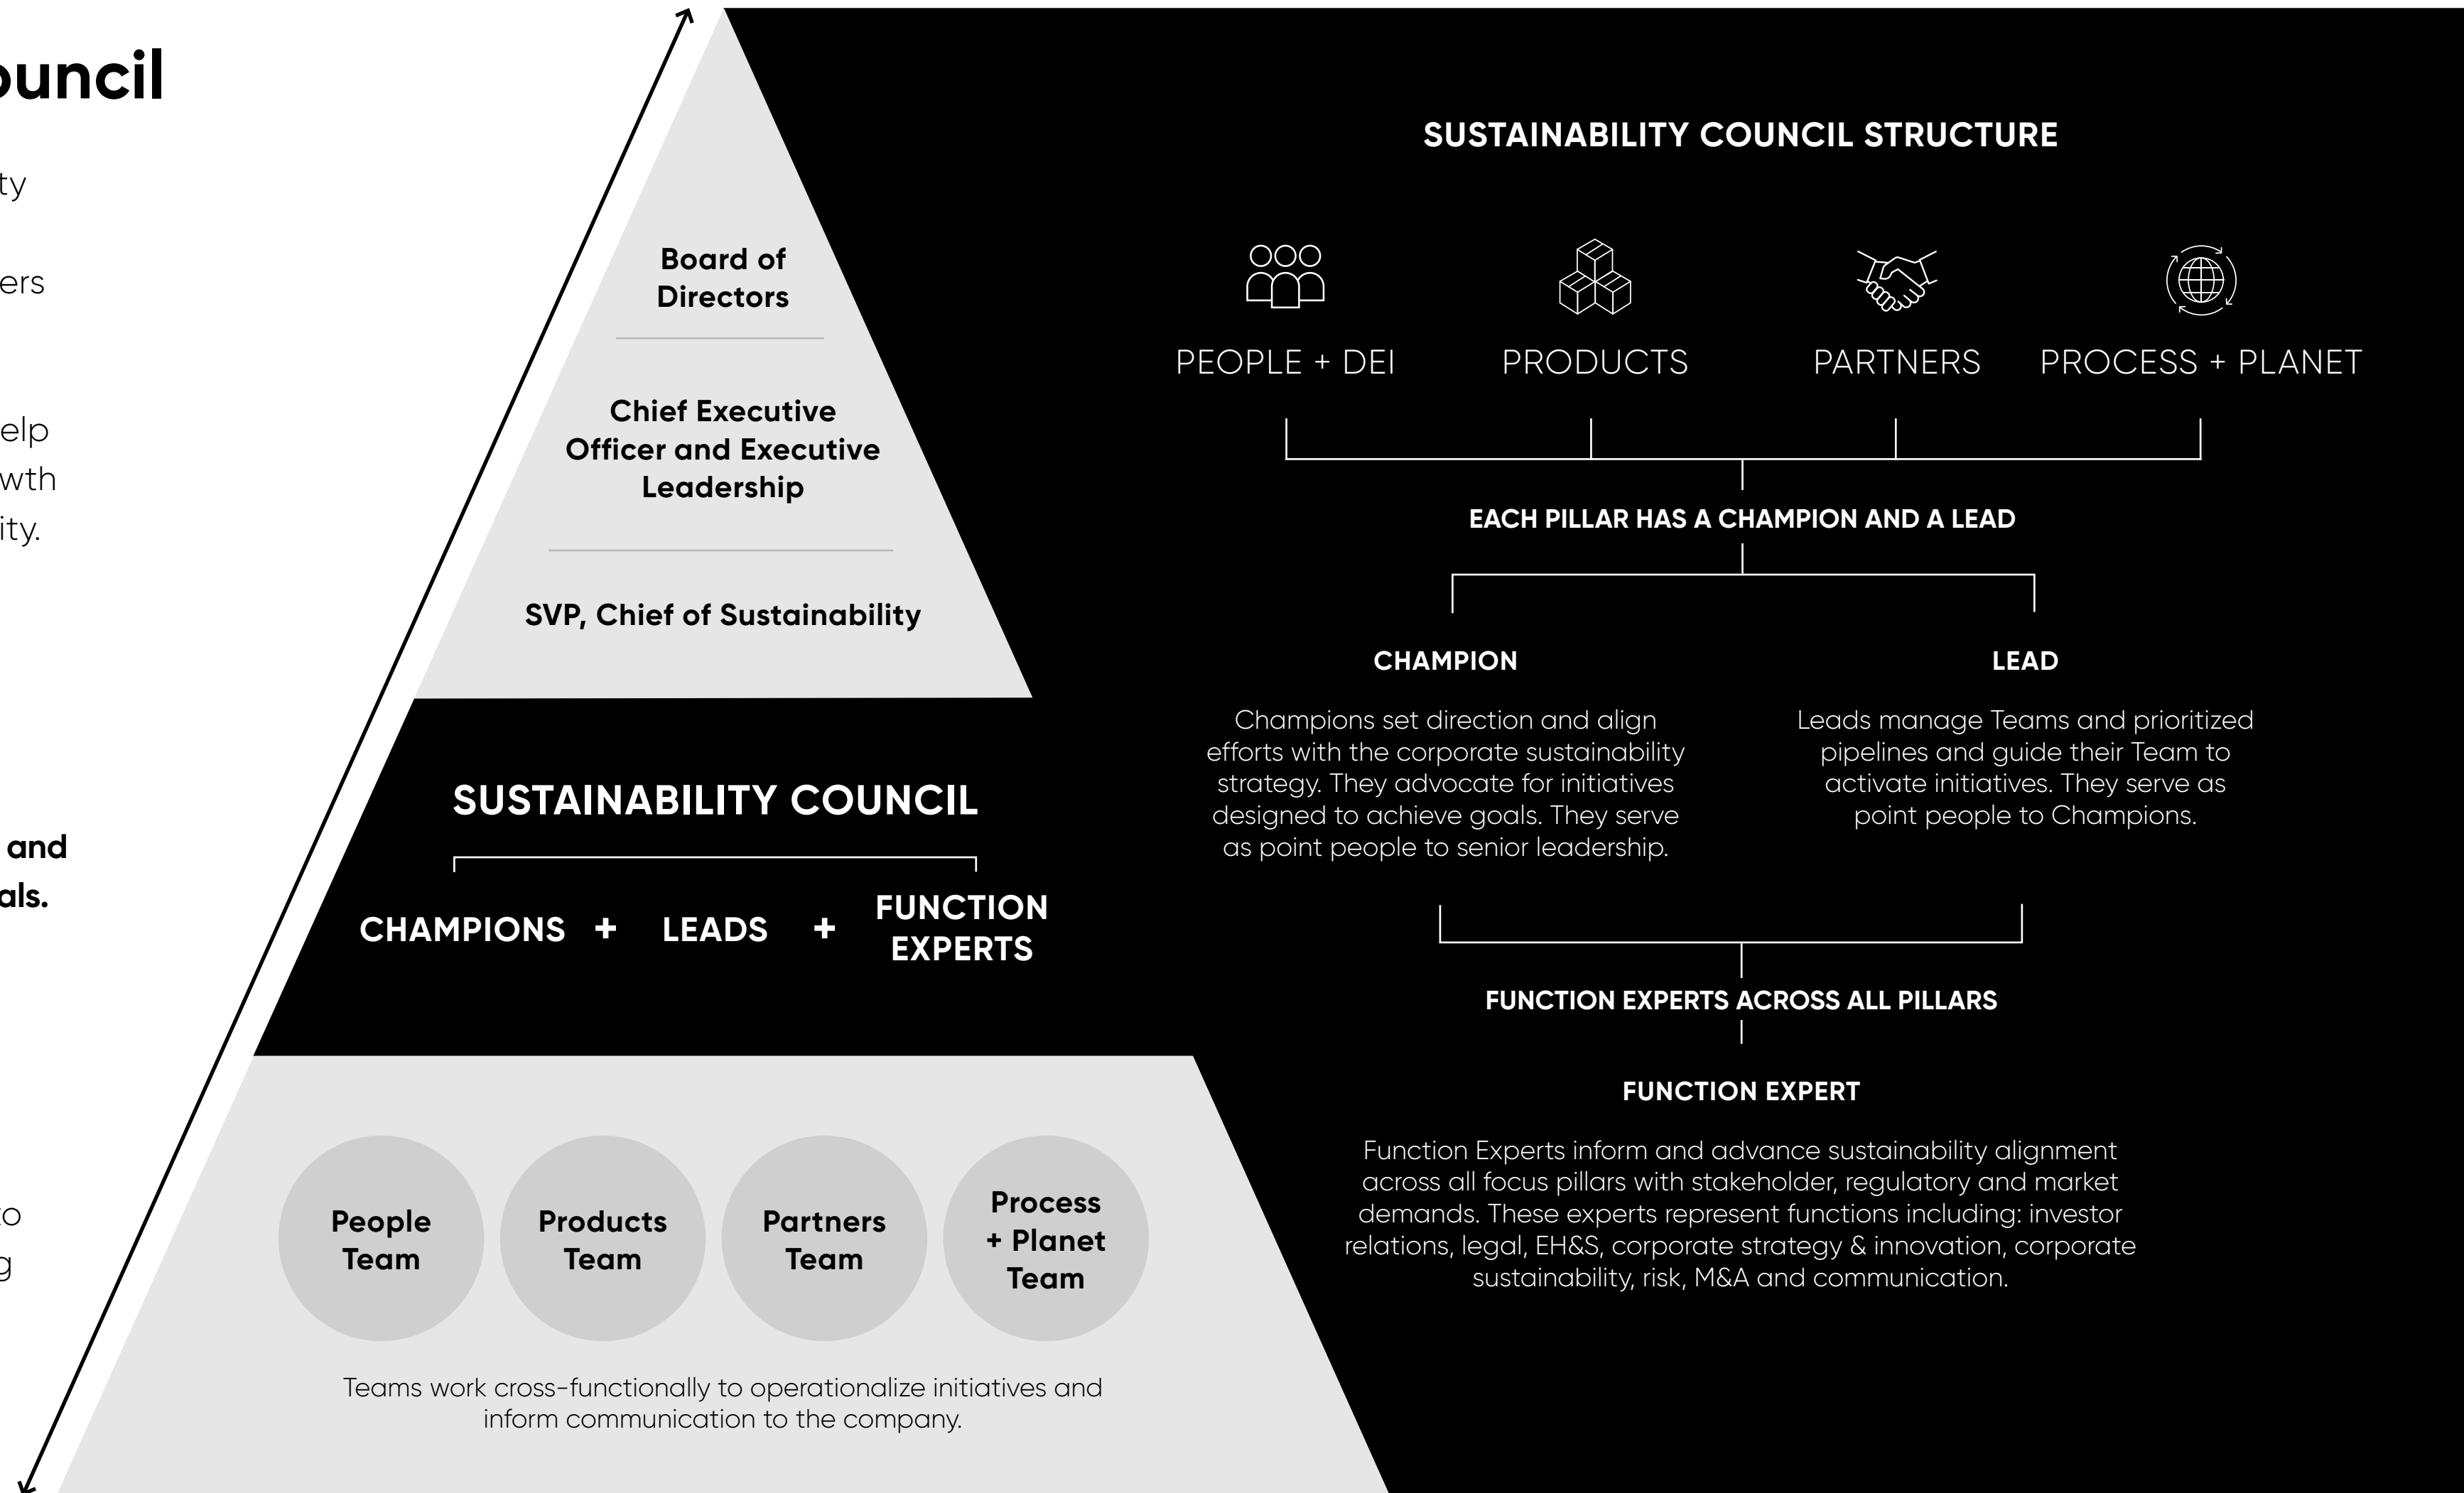 ty
ers
elp
wth
ity.
and
als.
to
g
Board of
Directors
Chief Executive
Officer and Executive
Leadership
SVP, Chief of Sustainability
SUSTAINABILITY COUNCIL
CHAMPIONS + LEADS + FUNCTION
EXPERTS
People
Team
Products
Team
Partners
Team
Process
+ Planet
Team
Teams work cross-functionally to operationalize initiatives and
inform communication to the company.
SUSTAINABILITY COUNCIL STRUCTURE
PEOPLE + DEI
PRODUCTS
PARTNERS
PROCESS + PLANET
EACH PILLAR HAS A CHAMPION AND A LEAD
CHAMPION
Champions set direction and align
efforts with the corporate sustainability
strategy. They advocate for initiatives
designed to achieve goals. They serve
as point people to senior leadership.
LEAD
Leads manage Teams and prioritized
pipelines and guide their Team to
activate initiatives. They serve as
point people to Champions.
FUNCTION EXPERTS ACROSS ALL PILLARS
FUNCTION EXPERT
Function Experts inform and advance sustainability alignment
across all focus pillars with stakeholder, regulatory and market
demands. These experts represent functions including: investor
relations, legal, EH&S, corporate strategy & innovation, corporate
sustainability, risk, M&A and communication.